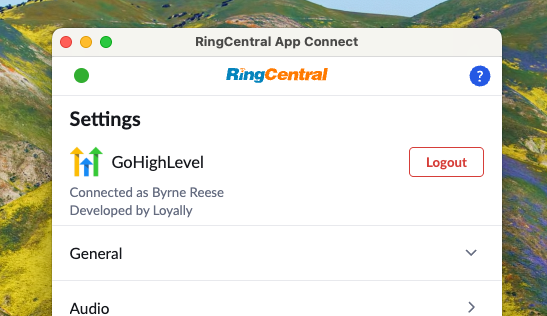 RingCentral App Connect
RingCentral
?
Settings
GoHighLevel
Logout
Connected as Byrne Reese
Developed by Loyally
General
Audio